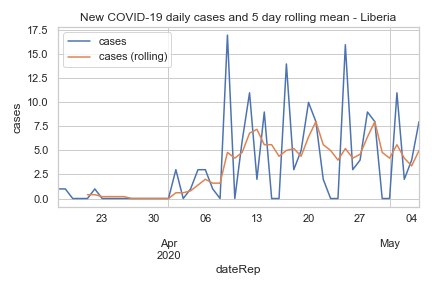 New COVID-19 daily cases and 5 day rolling mean - Liberia
cases
cases (rolling)
17.5
15.0
12.5
10.0
7.5
5.0
2.5
0.0
cases
23 30 06 13 20 27 04
Apr May
2020
dateRep